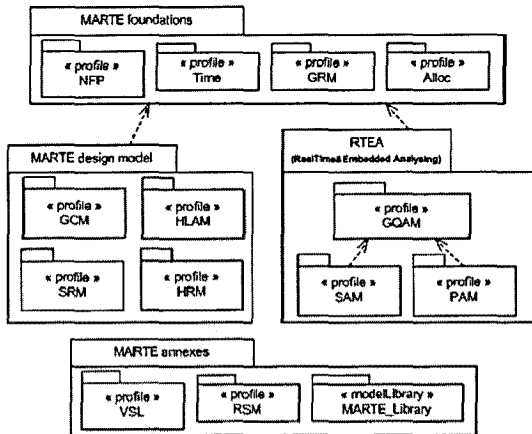 MARTE foundations
« profile »
NFP
« profile »
Time
« profile »
GRM
« profile »
Alloc
MARTE design model
« profile »
GCM
« profile »
HLAM
« profile »
SRM
« profile »
HRM
RTEA
(RealTime&Embedded Analysing)
« profile »
GQAM
« profile »
SAM
« profile »
PAM
MARTE annexes
« profile »
VSL
« profile »
RSM
« modelLibrary »
MARTE_Library